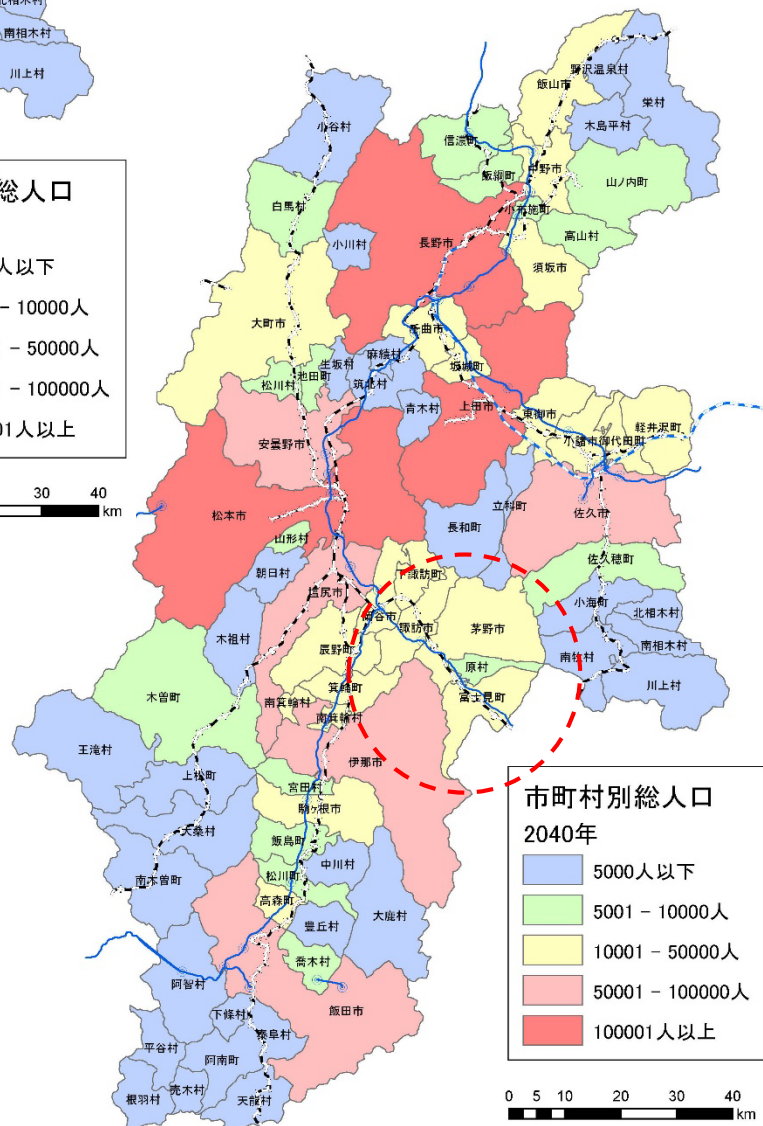 北相木村
南相木村
川上村
総人口
人以下
- 10000人
- 50000人
- 100000人
01人以上
30 40
km
野沢温泉村
飯山市
栄村
小谷村
木島平村
信濃町
中野市
飯綱町
山ノ内町
白馬村
小布施町
高山村
小川村
長野市
須坂市
大町市
千曲市
麻績村
坂城町
生坂村
池田町
筑北村
松川村
青木村
上田市
東御市
軽井沢町
小諸市
御代田町
安曇野市
立科町
松本市
長和町
佐久市
山形村
佐久穂町
朝日村
下諏訪町
塩尻市
小海町
北相木村
岡谷市
諏訪市
茅野市
木祖村
南相木村
辰野町
原村
南牧村
川上村
木曽町
箕輪町
富士見町
南箕輪村
南箕輪村
王滝村
伊那市
上松町
宮田村
駒ヶ根市
大桑村
飯島町
中川村
南木曽町
松川町
高森町
大鹿村
豊丘村
喬木村
阿智村
飯田市
下條村
泰阜村
平谷村
阿南町
売木村
根羽村
天龍村
市町村別総人口
2040年
5000人以下
5001 - 10000人
10001 - 50000人
50001 - 100000人
100001人以上
0 5 10 20 30 40
km